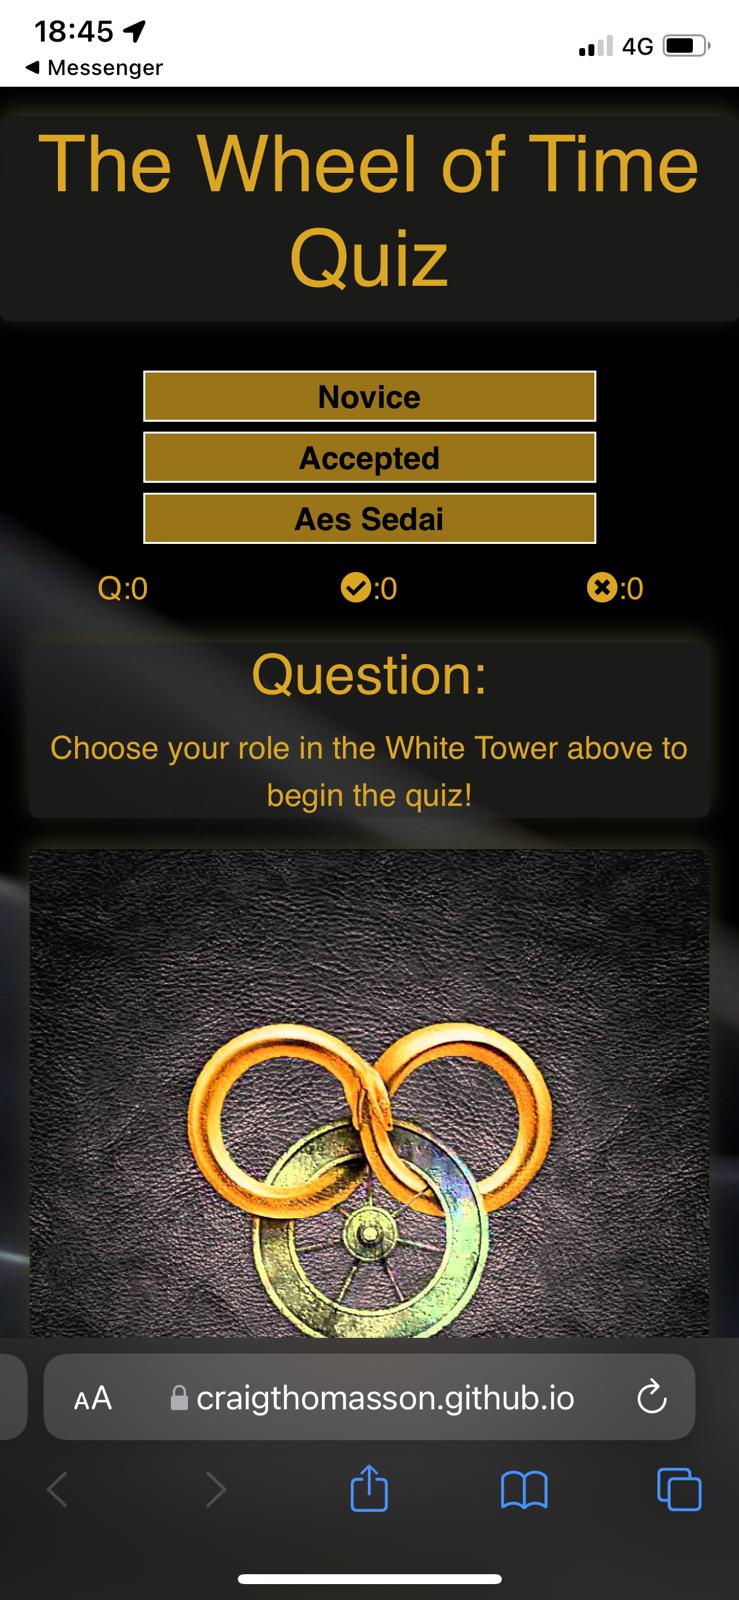 18:45
4G
◀ Messenger
The Wheel of Time
Quiz
Novice
Accepted
Aes Sedai
Q:0 :0 :0
Question:
Choose your role in the White Tower above to
begin the quiz!
AA craigthomasson.github.io